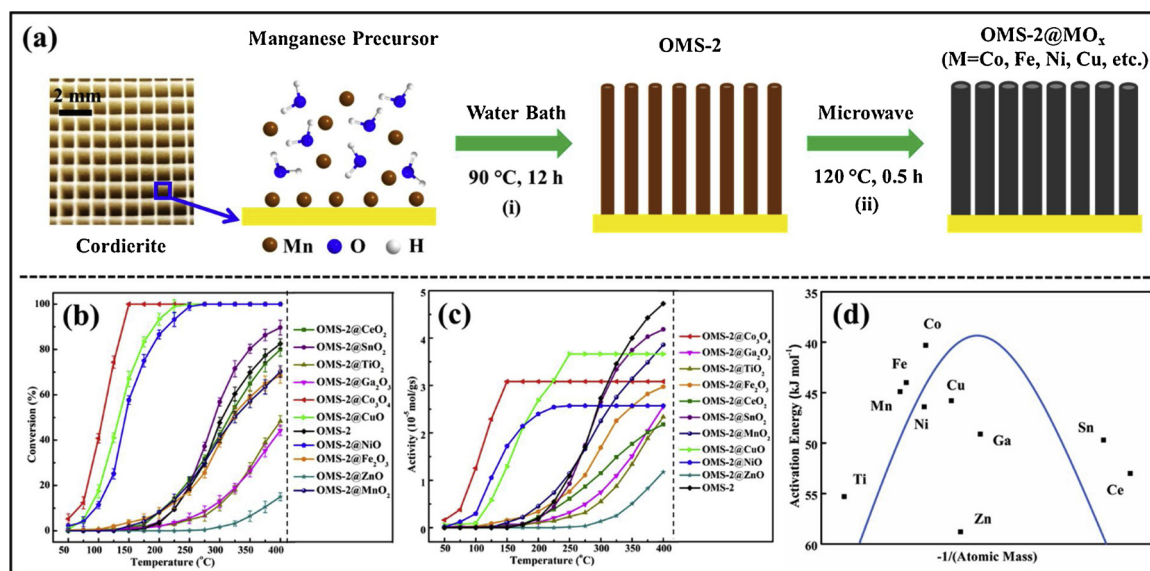 (a)
2 mm
Cordierite
Manganese Precursor
Mn O H
Water Bath
90 °C, 12 h
(i)
OMS-2
Microwave
120 °C, 0.5 h
(ii)
OMS-2@MOₓ
(M=Co, Fe, Ni, Cu, etc.)
(b)
Conversion (%)
100
80
60
40
20
0
50 100 150 200 250 300 350 400
Temperature (°C)
OMS-2@CeO₂
OMS-2@SnO₂
OMS-2@TiO₂
OMS-2@Ga₂O₃
OMS-2@Co₃O₄
OMS-2@CuO
OMS-2
OMS-2@NiO
OMS-2@Fe₂O₃
OMS-2@ZnO
OMS-2@MnO₂
(c)
Activity (10⁻⁵ mol/gs)
5
4
3
2
1
0
50 100 150 200 250 300 350 400
Temperature (°C)
OMS-2@Co₃O₄
OMS-2@Ga₂O₃
OMS-2@TiO₂
OMS-2@Fe₂O₃
OMS-2@CeO₂
OMS-2@SnO₂
OMS-2@MnO₂
OMS-2@CuO
OMS-2@NiO
OMS-2@ZnO
OMS-2
(d)
Activation Energy (kJ mol⁻¹)
35
40
45
50
55
60
Co
Fe
Mn
Cu
Ni
Ga
Sn
Ti
Ce
Zn
-1/(Atomic Mass)